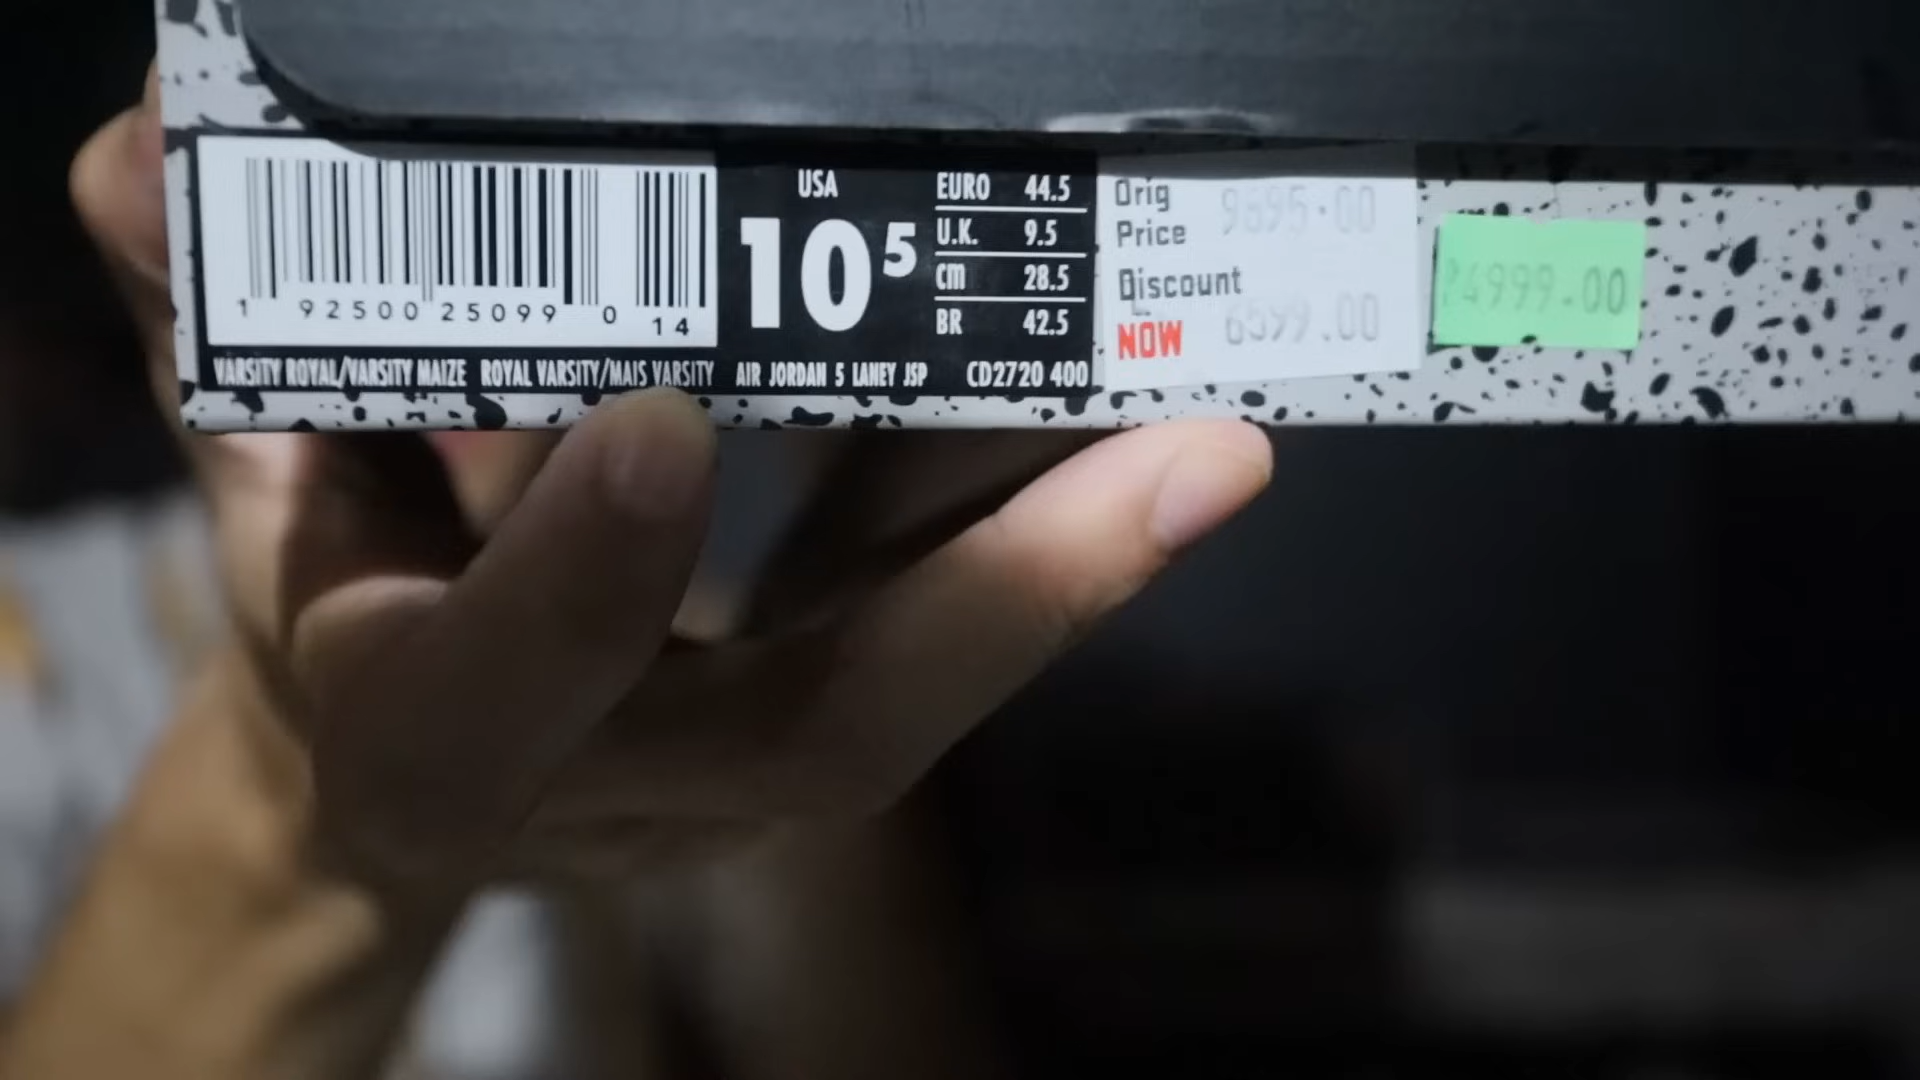 1 92500 25099 0 14
VARSITY ROYAL/VARSITY MAIZE ROYAL VARSITY/MAIS VARSITY
USA
10 5
EURO 44.5
U.K. 9.5
cm 28.5
BR 42.5
AIR JORDAN 5 LANEY JSP CD2720 400
Orig
Price 9695.00
Discount
NOW 6599.00
4999.00